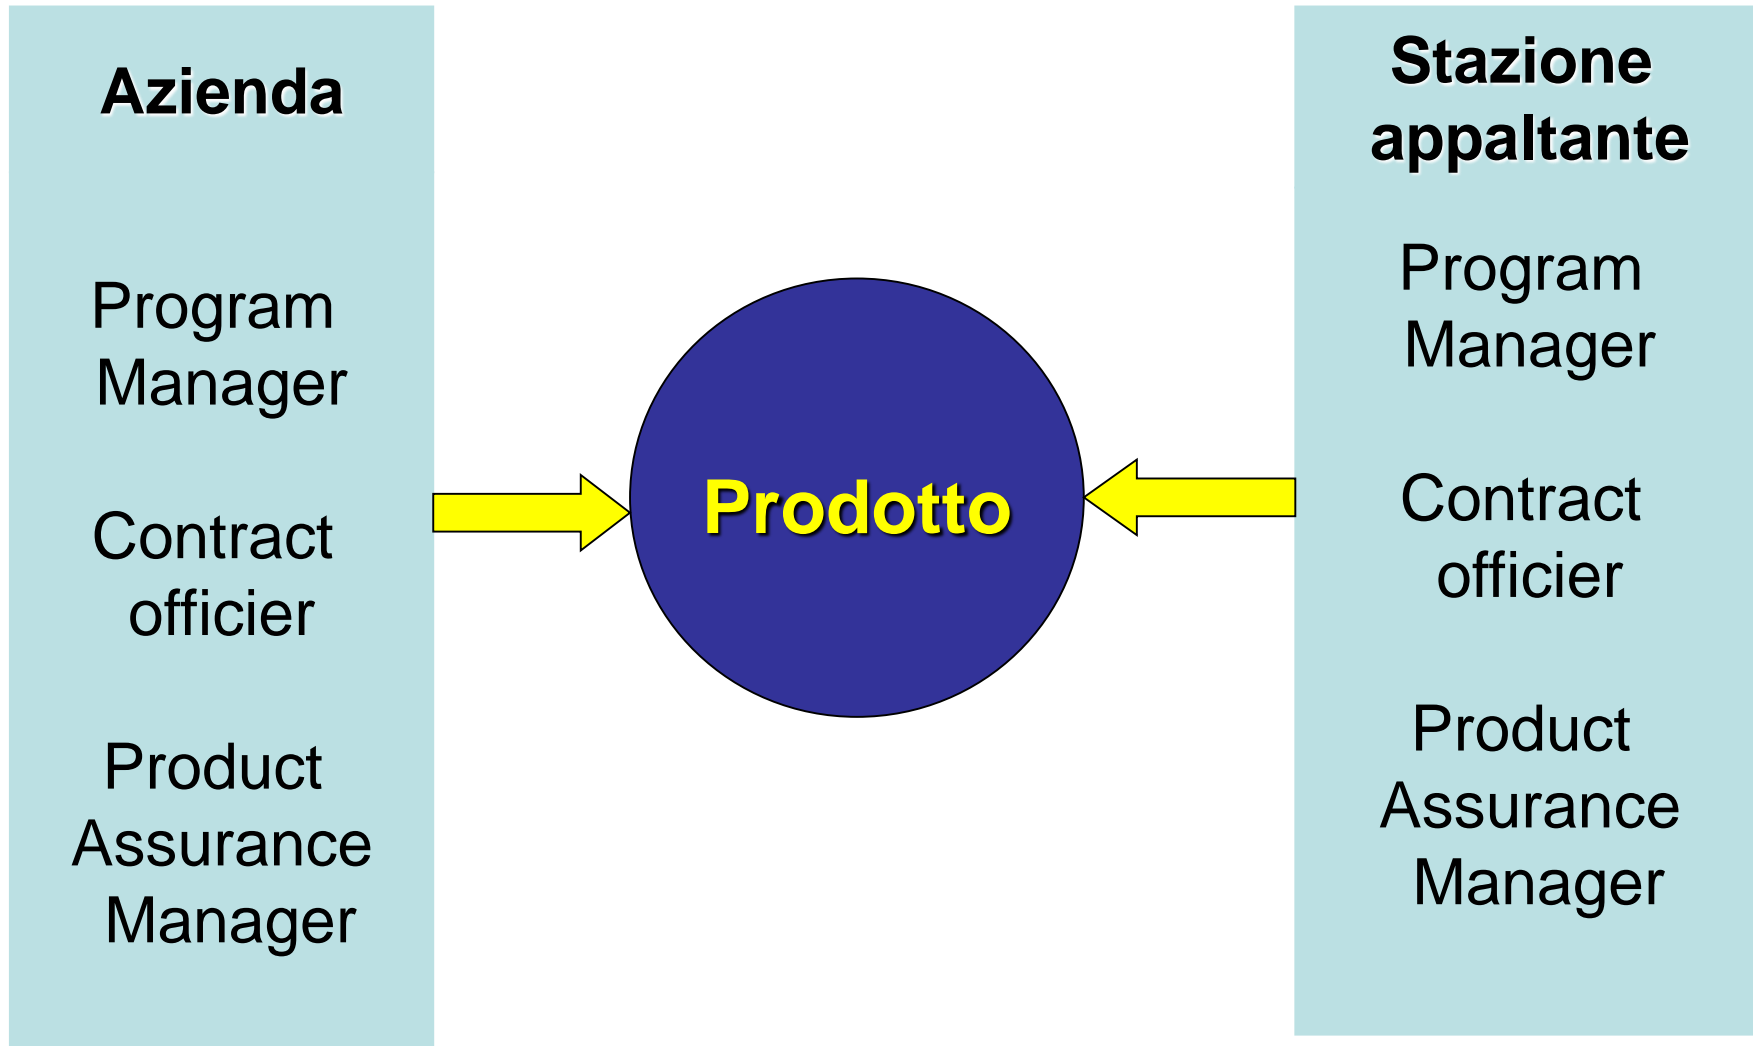 Azienda
Program
Manager
Contract
officier
Product
Assurance
Manager
Prodotto
Stazione
appaltante
Program
Manager
Contract
officier
Product
Assurance
Manager